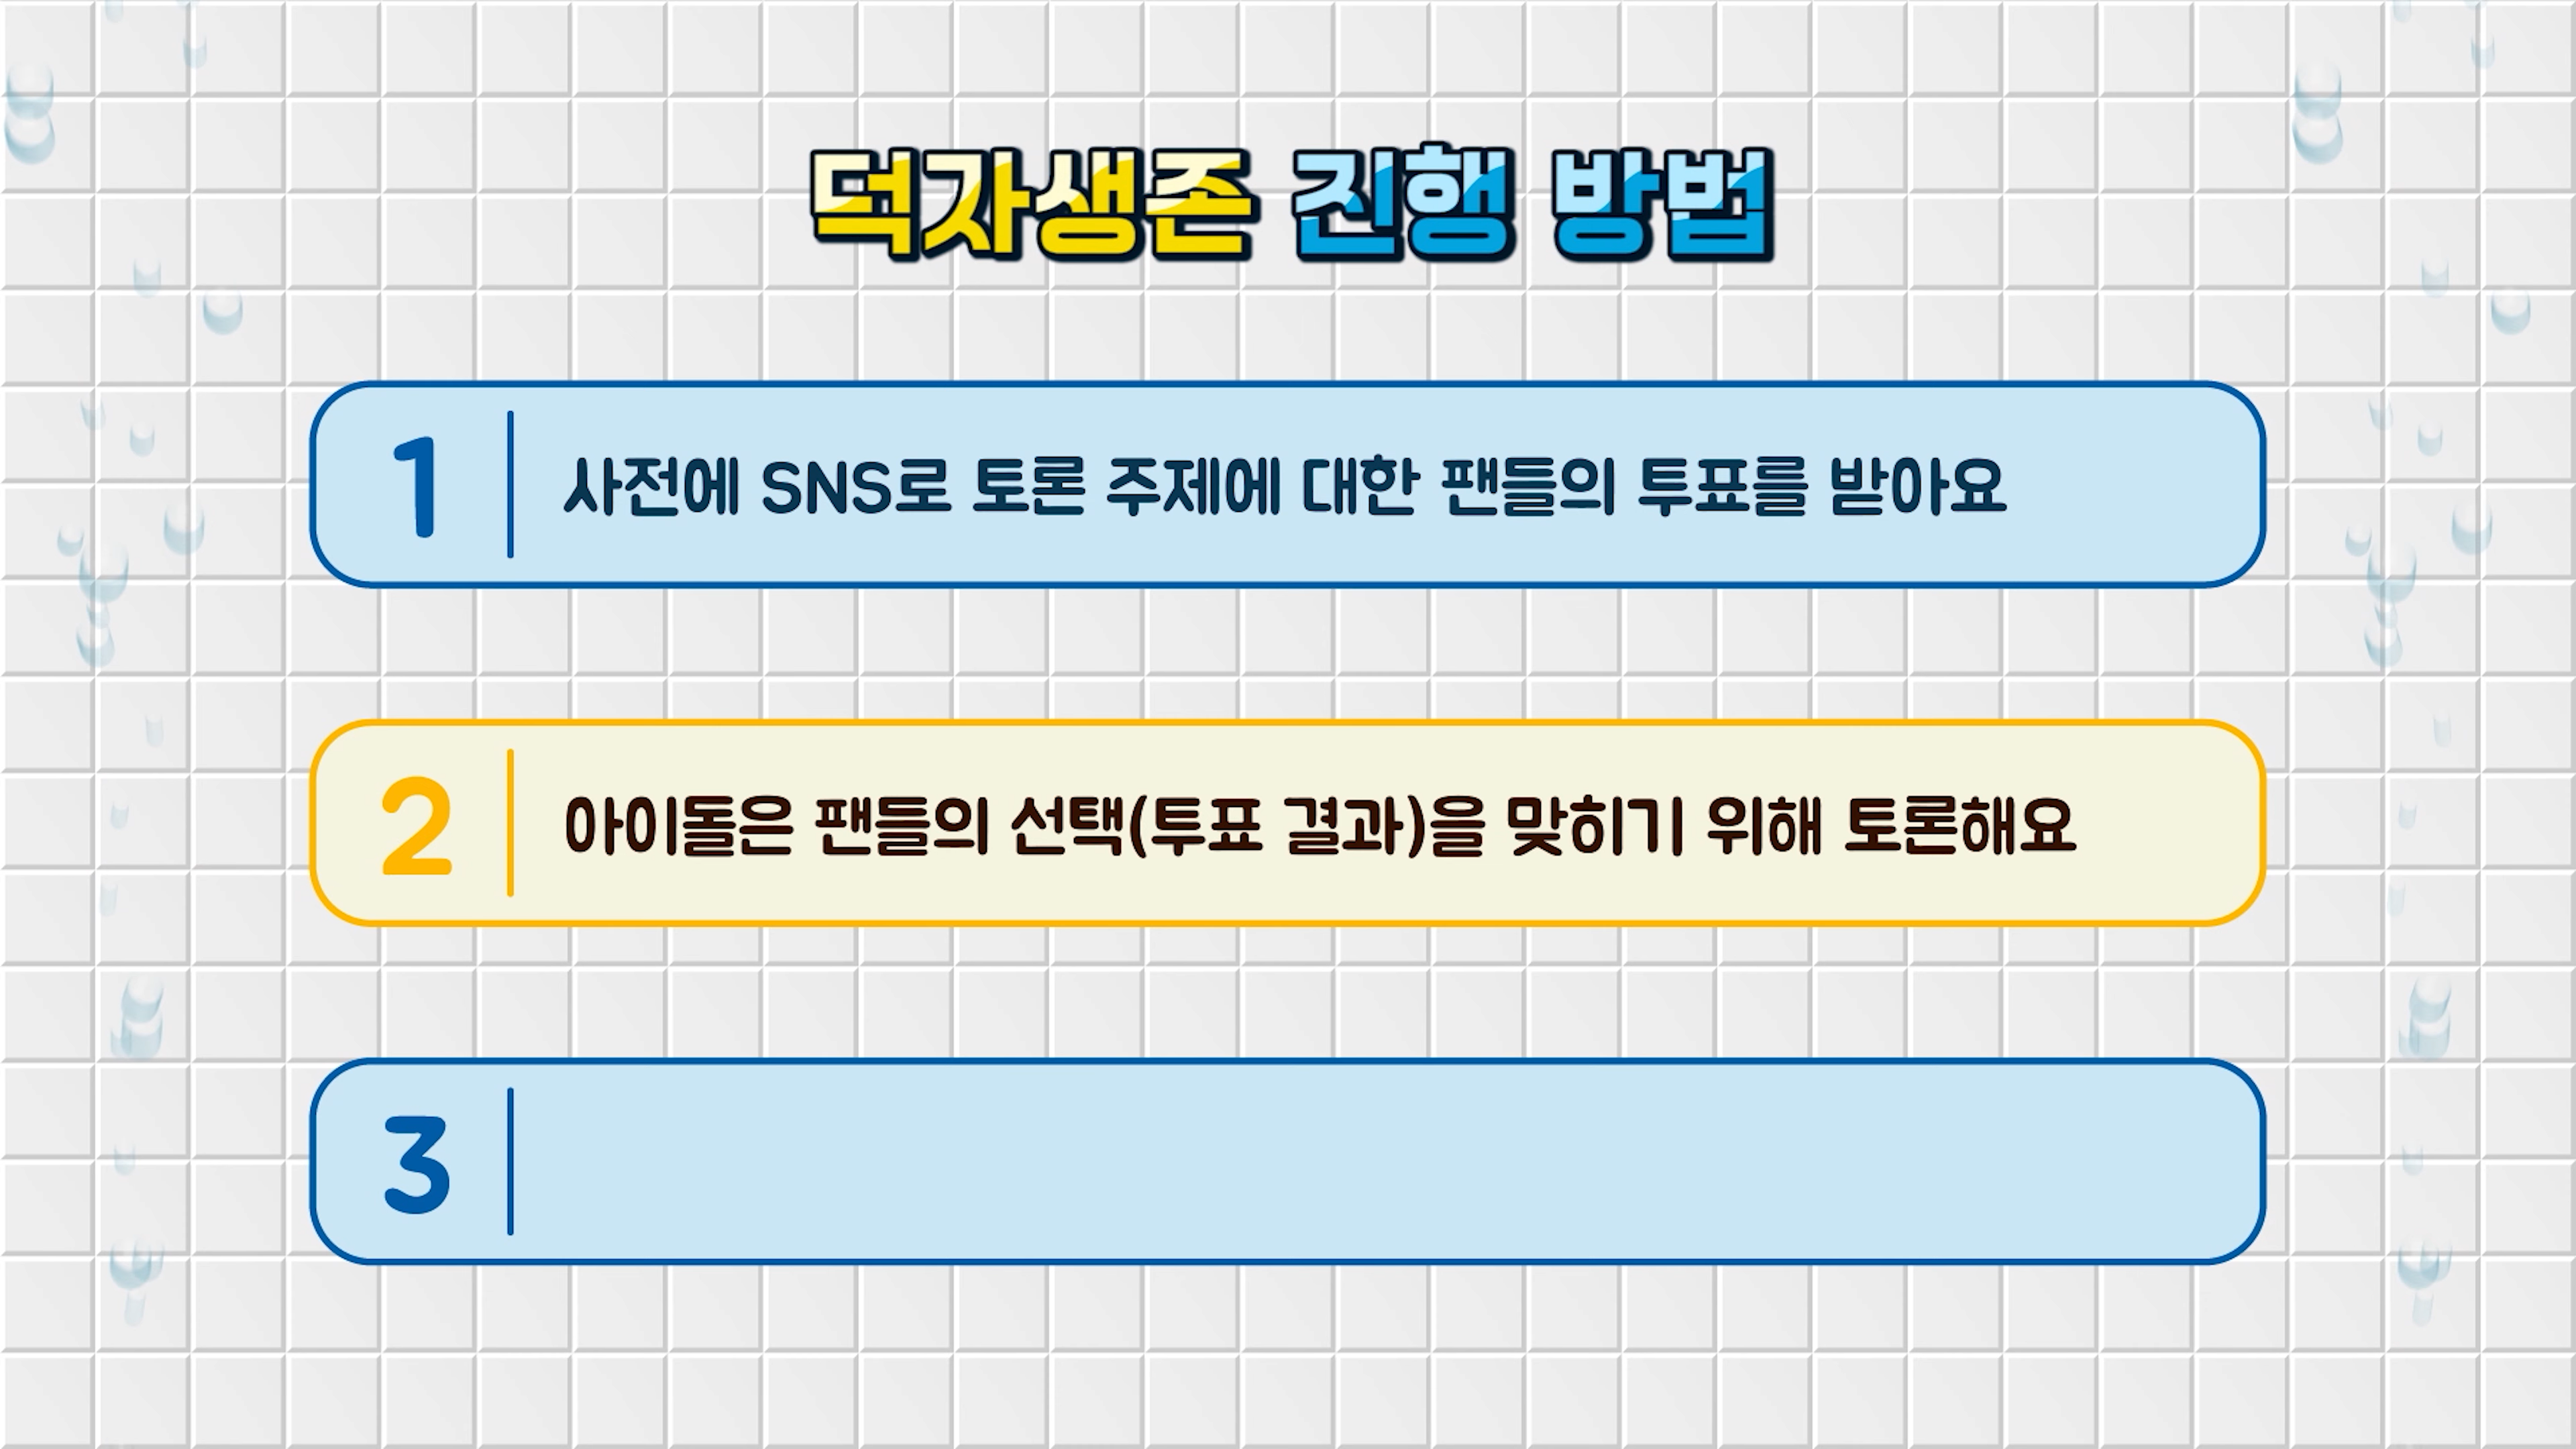 덕자생존 진행 방법
1
사전에 SNS로 토론 주제에 대한 팬들의 투표를 받아요
2
아이돌은 팬들의 선택(투표 결과)을 맞히기 위해 토론해요
3